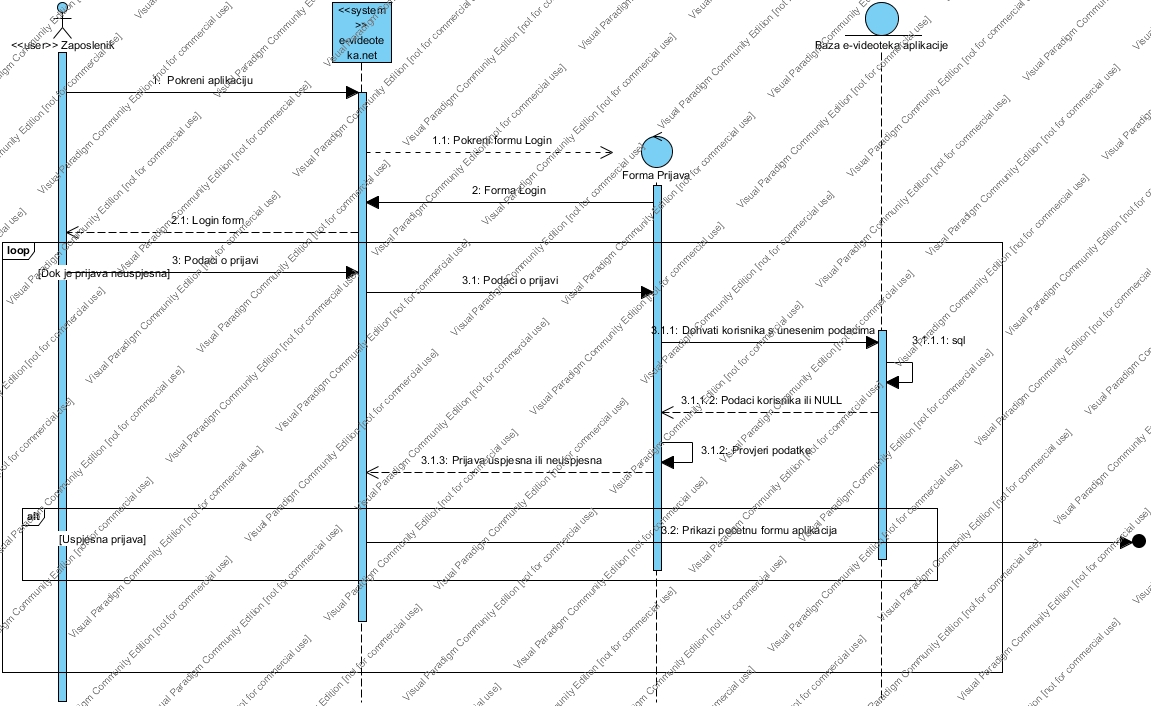 <<user>> Zaposlenik
<<system
>>
e-videote
ka.net
Baza e-videoteka aplikacije
1: Pokreni aplikaciju
1.1: Pokreni formu Login
Forma Prijava
2: Forma Login
2.1: Login form
loop
[Dok je prijava neuspjesna]
3: Podaci o prijavi
3.1: Podaci o prijavi
3.1.1: Dohvati korisnika s unesenim podacima
3.1.1.1: sql
3.1.1.2: Podaci korisnika ili NULL
3.1.2: Provjeri podatke
3.1.3: Prijava uspjesna ili neuspjesna
alt
[Uspjesna prijava]
3.2: Prikazi pocetnu formu aplikacija
Visual Paradigm Community Edition [not for commercial use]